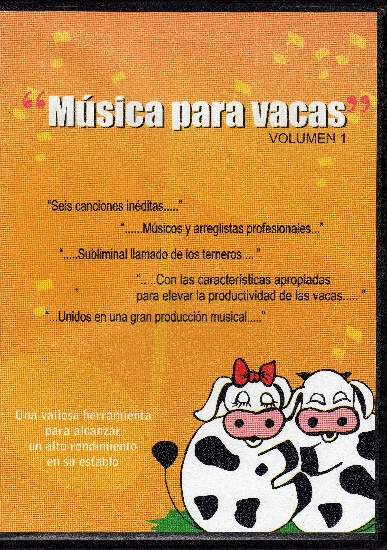 “Música para vacas”
VOLUMEN 1
“Seis canciones inéditas.....”
“......Músicos y arreglistas profesionales...”
“.....Subliminal llamado de los terneros....”
“.....Con las características apropiadas
para elevar la productividad de las vacas.....”
“...Unidos en una gran producción musical.....”
Una valiosa herramienta
para alcanzar
un alto rendimiento
en su establo